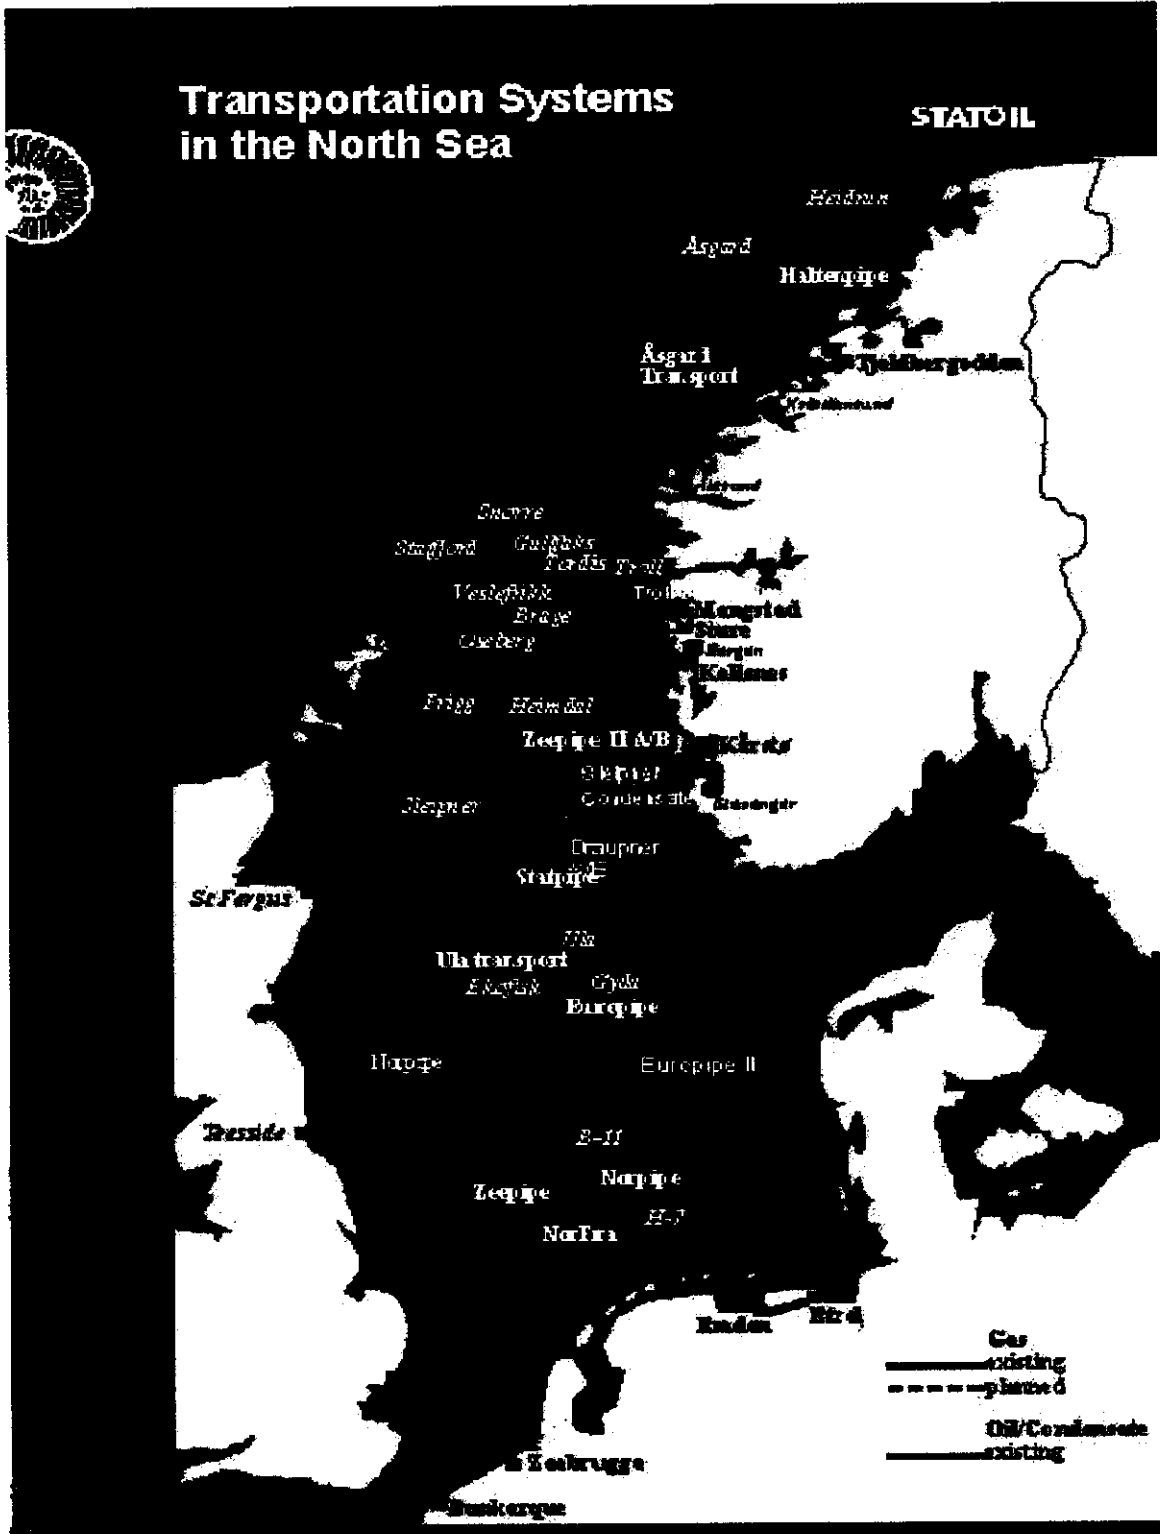 Transportation Systems
in the North Sea
STATOIL
Heidrun
Åsgard
Haltenpipe
Åsgard
Transport
Tjeldbergodden
Kristiansund
Snorre
Statfjord
Gullfaks
Troll
Veslefrikk
Brage
Oseberg
Mongstad
Sture
Bergen
Kollsnes
Frigg
Heimdal
Zeepipe II A/B
Kårstø
Sleipner
Condensate
Sleipner
Stavanger
Draupner
Statpipe
St Fergus
Ula
Ula transport
Ekofisk
Gyda
Europipe
Norpipe
Europipe II
Teesside
B-11
Norpipe
Zeepipe
H-7
NorFra
Emden
Gas
existing
planned
Oil/Condensate
existing
Zeebrugge
Dunkerque